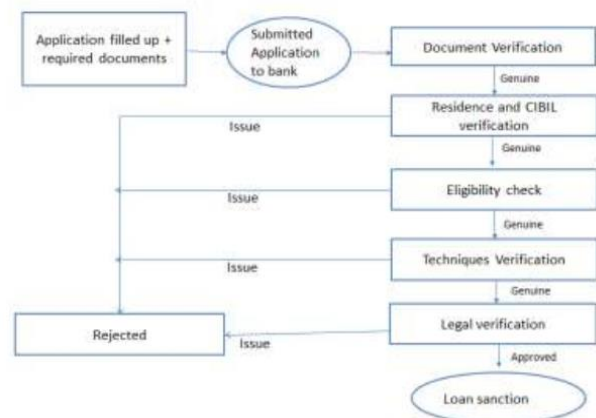 Application filled up +
required documents
Submitted
Application
to bank
Document Verification
Genuine
Residence and CIBIL
verification
Issue
Genuine
Eligibility check
Issue
Genuine
Techniques Verification
Issue
Genuine
Legal verification
Rejected
Issue
Approved
Loan sanction